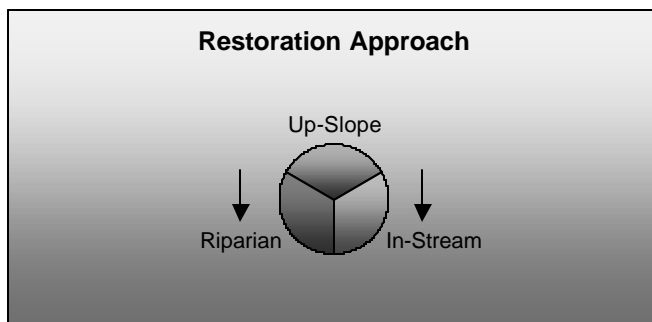 Restoration Approach
Up-Slope
Riparian
In-Stream